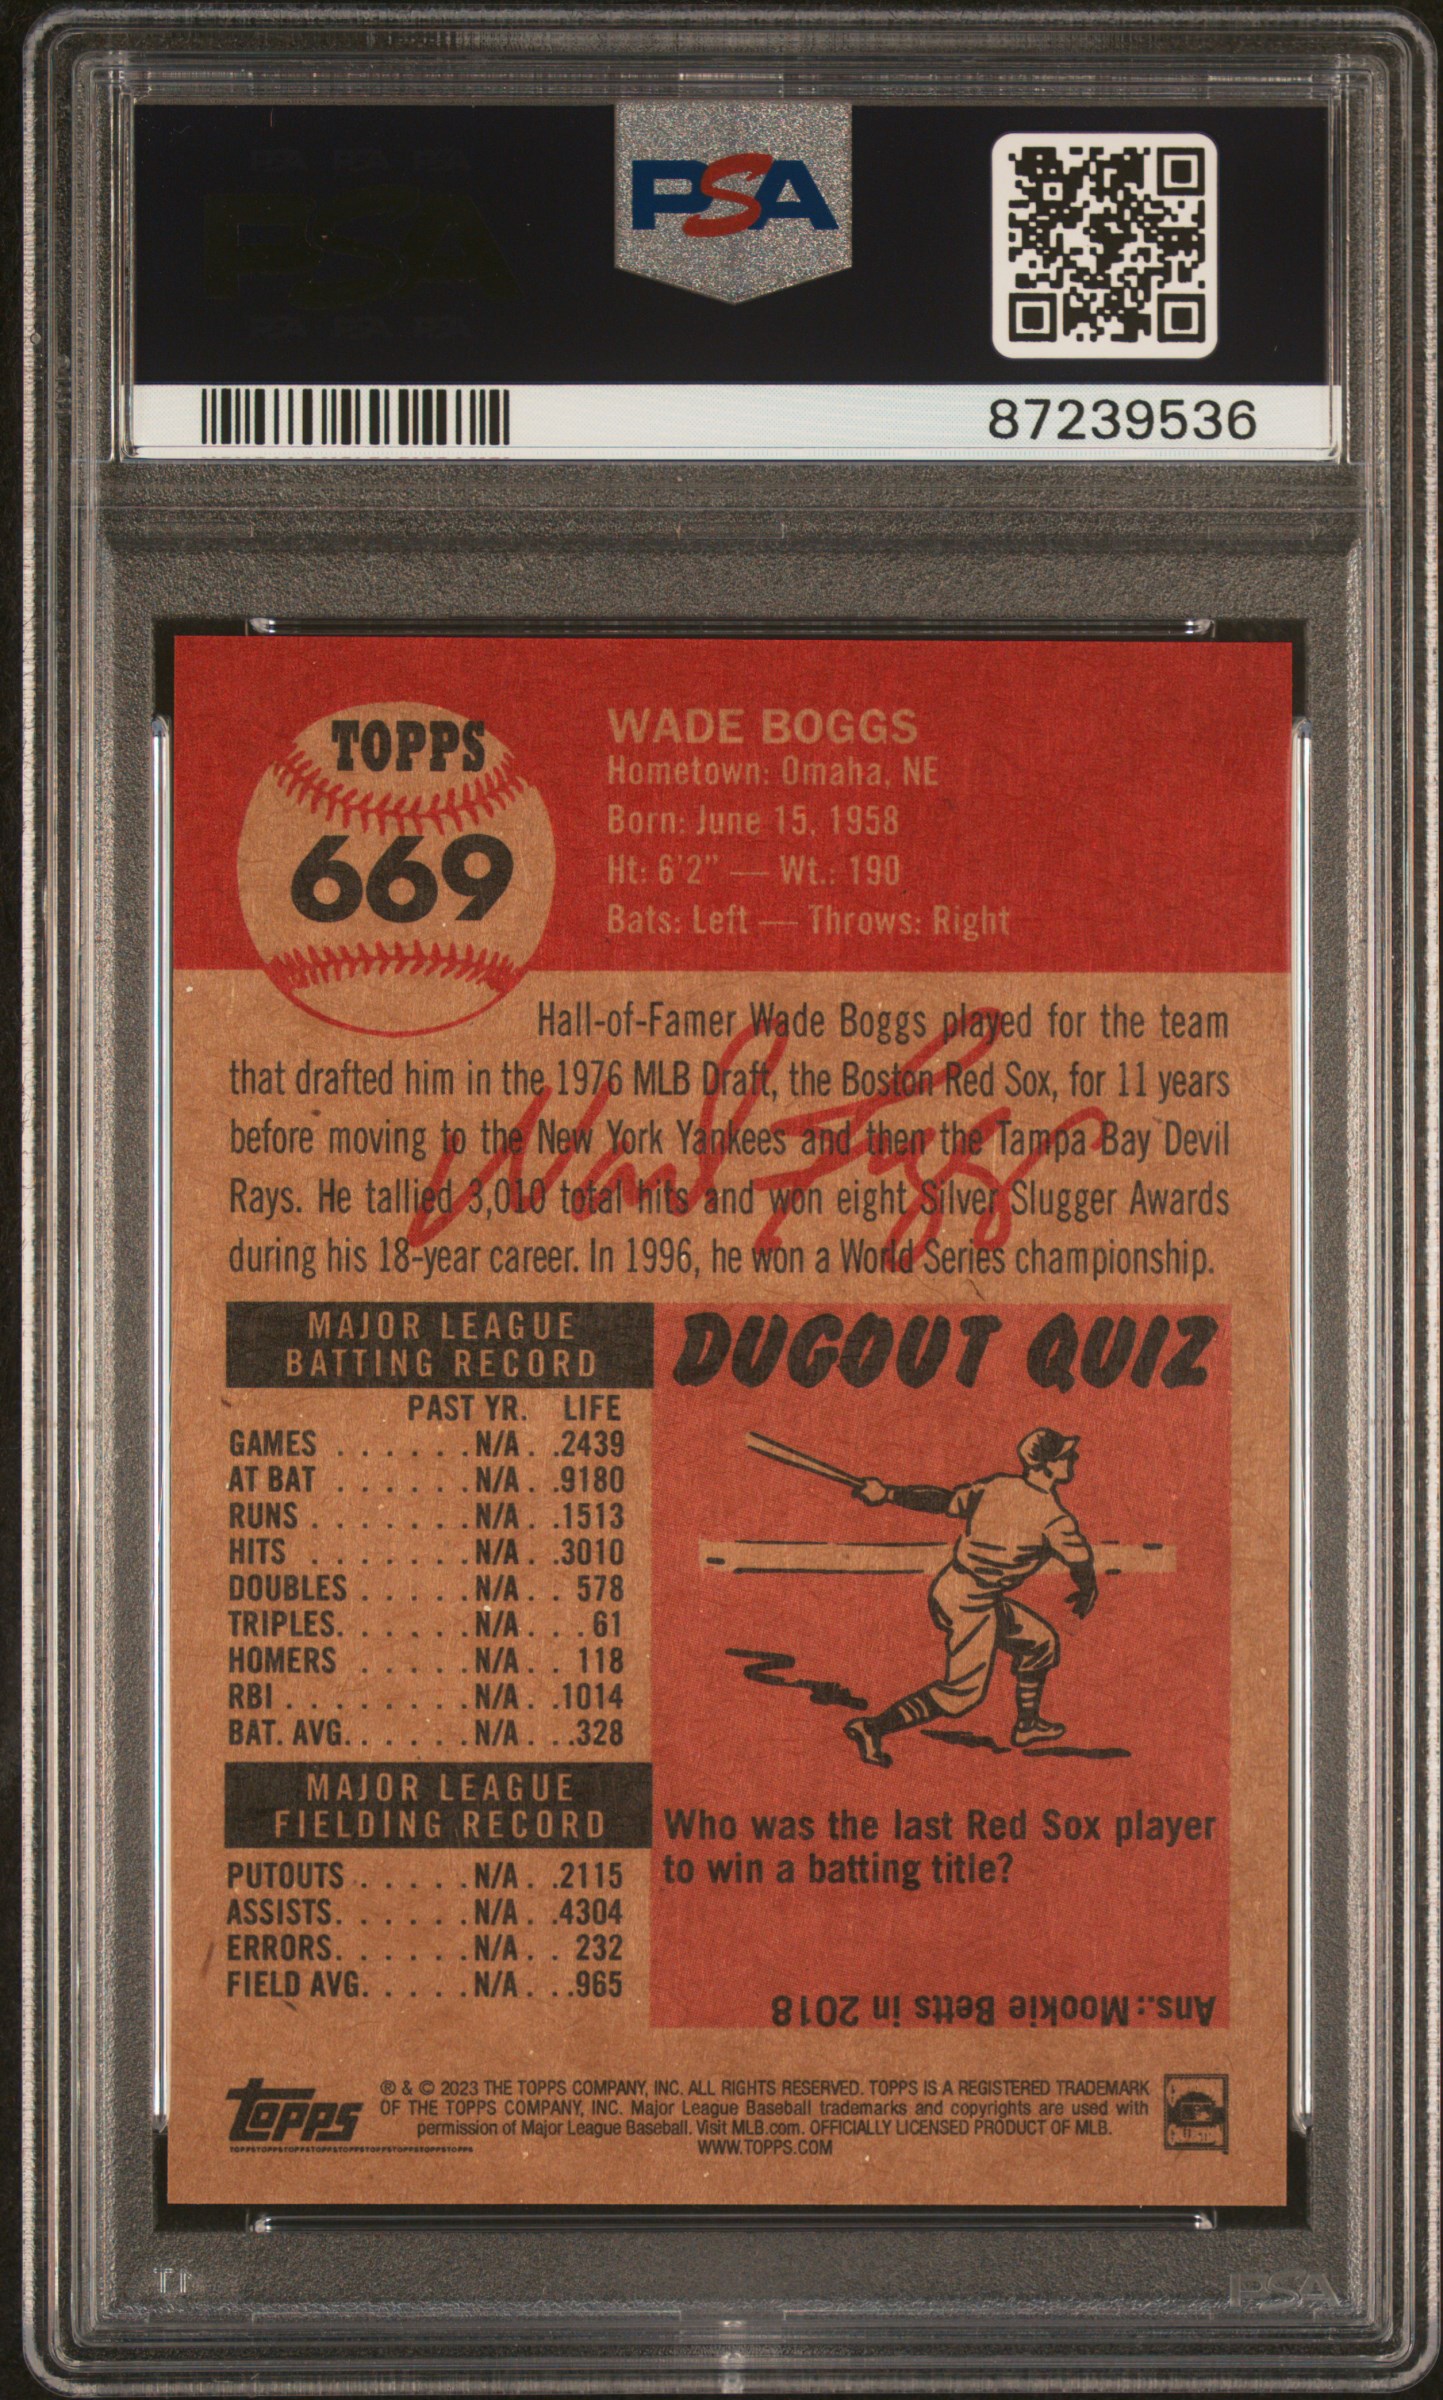 PSA
PSA
87239536
TOPPS
669
WADE BOGGS
Hometown: Omaha, NE
Born: June 15, 1958
Ht: 6'2" — Wt.: 190
Bats: Left — Throws: Right
Hall-of-Famer Wade Boggs played for the team
that drafted him in the 1976 MLB Draft, the Boston Red Sox, for 11 years
before moving to the New York Yankees and then the Tampa Bay Devil
Rays. He tallied 3,010 total hits and won eight Silver Slugger Awards
during his 18-year career. In 1996, he won a World Series championship.
Wade Boggs
MAJOR LEAGUE
BATTING RECORD
PAST YR. LIFE
GAMES . . . . . . N/A . . 2439
AT BAT . . . . . . N/A . . 9180
RUNS . . . . . . . N/A . . 1513
HITS . . . . . . . N/A . . 3010
DOUBLES . . . . . N/A . . 578
TRIPLES. . . . . . N/A . . . 61
HOMERS . . . . . N/A . . 118
RBI . . . . . . . . N/A . . 1014
BAT. AVG. . . . . . N/A . . .328
MAJOR LEAGUE
FIELDING RECORD
PUTOUTS . . . . . N/A . . 2115
ASSISTS. . . . . . N/A . . 4304
ERRORS. . . . . . N/A . . 232
FIELD AVG. . . . . N/A . . .965
DUGOUT QUIZ
Who was the last Red Sox player
to win a batting title?
Ans.: Mookie Betts in 2018
topps
® & © 2023 THE TOPPS COMPANY, INC. ALL RIGHTS RESERVED. TOPPS IS A REGISTERED TRADEMARK
OF THE TOPPS COMPANY, INC. Major League Baseball trademarks and copyrights are used with
permission of Major League Baseball. Visit MLB.com. OFFICIALLY LICENSED PRODUCT OF MLB.
WWW.TOPPS.COM
PSA